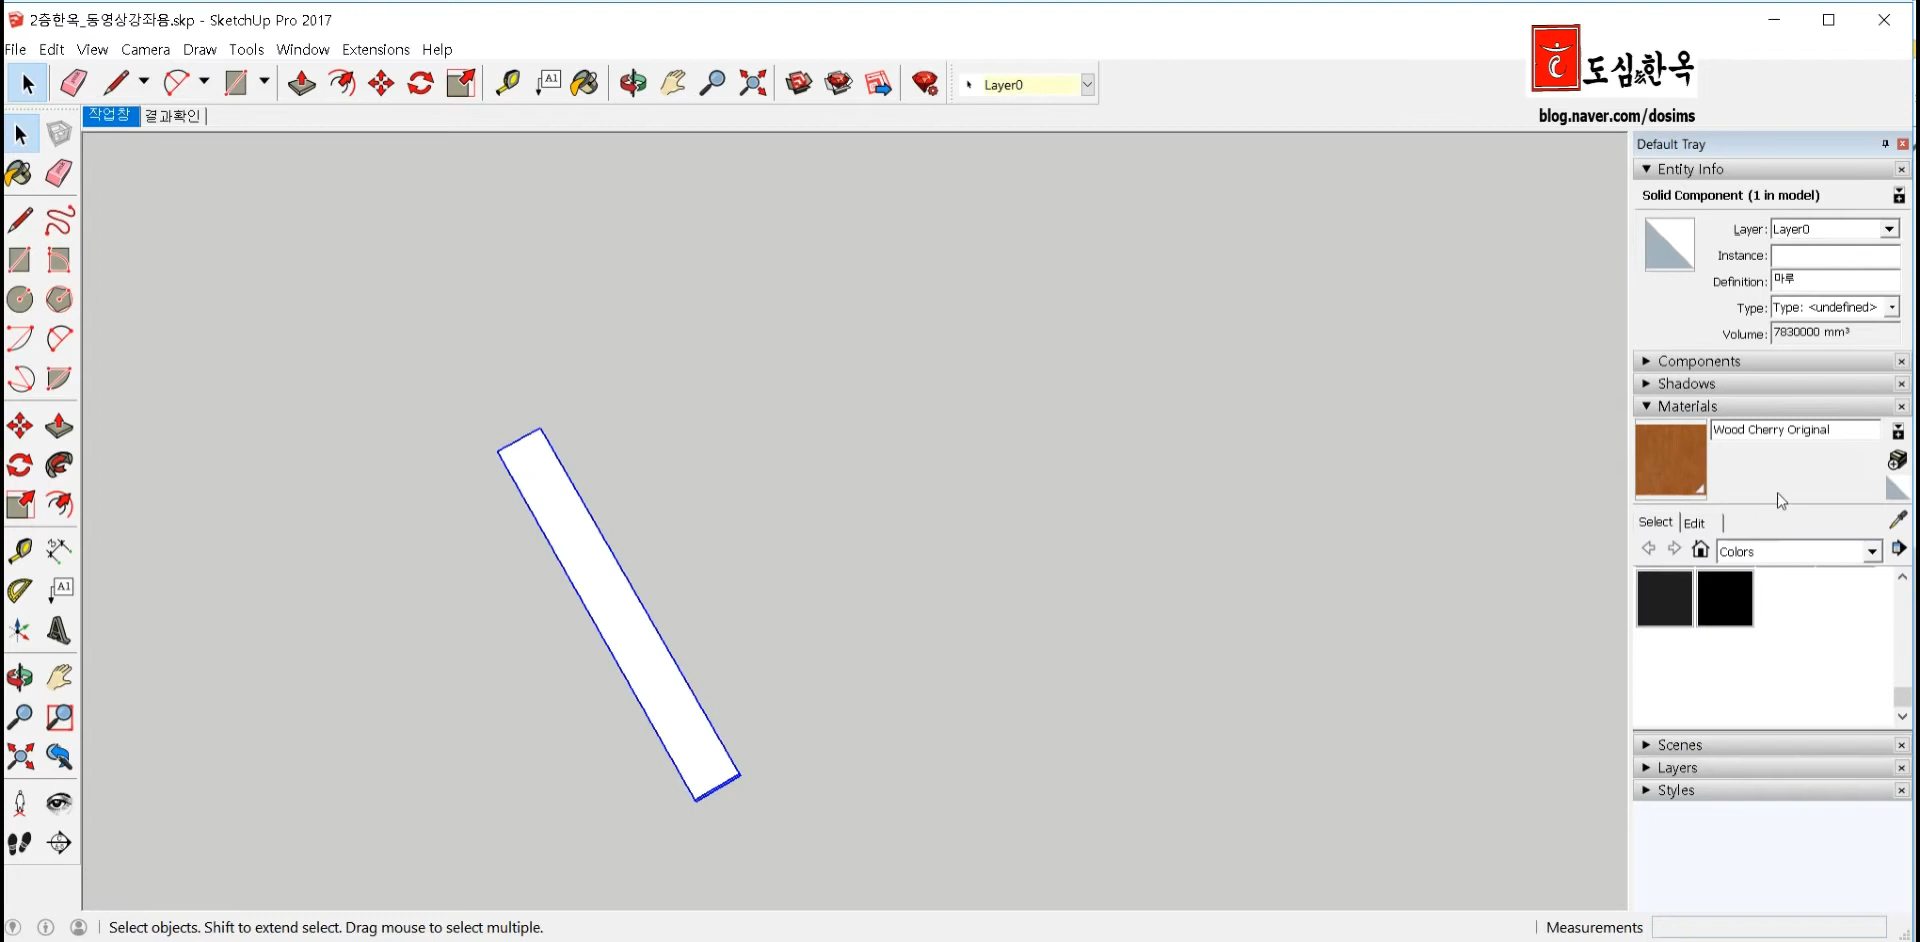 2층한옥_동영상강좌용.skp - SketchUp Pro 2017
File Edit View Camera Draw Tools Window Extensions Help
A1
Layer0
도심한옥
blog.naver.com/dosims
작업창 결과확인
Default Tray
Entity Info
Solid Component (1 in model)
Layer: Layer0
Instance:
Definition: 마루
Type: Type: <undefined>
Volume: 7830000 mm³
Components
Shadows
Materials
Wood Cherry Original
Select Edit
Colors
A1
Scenes
Layers
Styles
Select objects. Shift to extend select. Drag mouse to select multiple.
Measurements